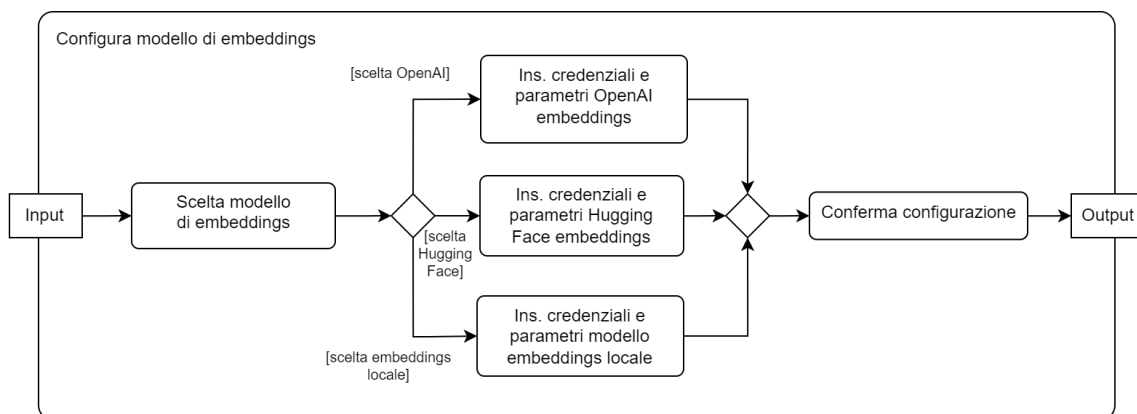 Configura modello di embeddings
[scelta OpenAI]
Ins. credenziali e
parametri OpenAI
embeddings
Input
Scelta modello
di embeddings
Ins. credenziali e
parametri Hugging
Face embeddings
[scelta
Hugging
Face]
Conferma configurazione
Output
Ins. credenziali e
parametri modello
embeddings locale
[scelta embeddings
locale]